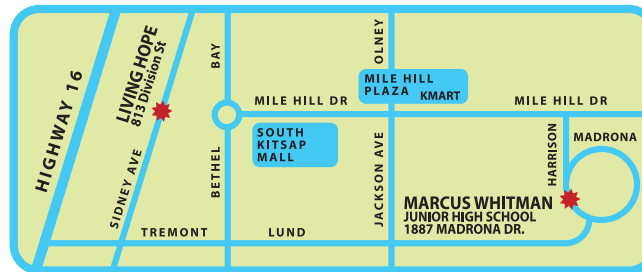 HIGHWAY 16
LIVING HOPE
813 Division St
SIDNEY AVE
BAY
BETHEL
OLNEY
MILE HILL
PLAZA KMART
MILE HILL DR
MILE HILL DR
SOUTH
KITSAP
MALL
JACKSON AVE
HARRISON
MADRONA
MARCUS WHITMAN
JUNIOR HIGH SCHOOL
1887 MADRONA DR.
TREMONT
LUND